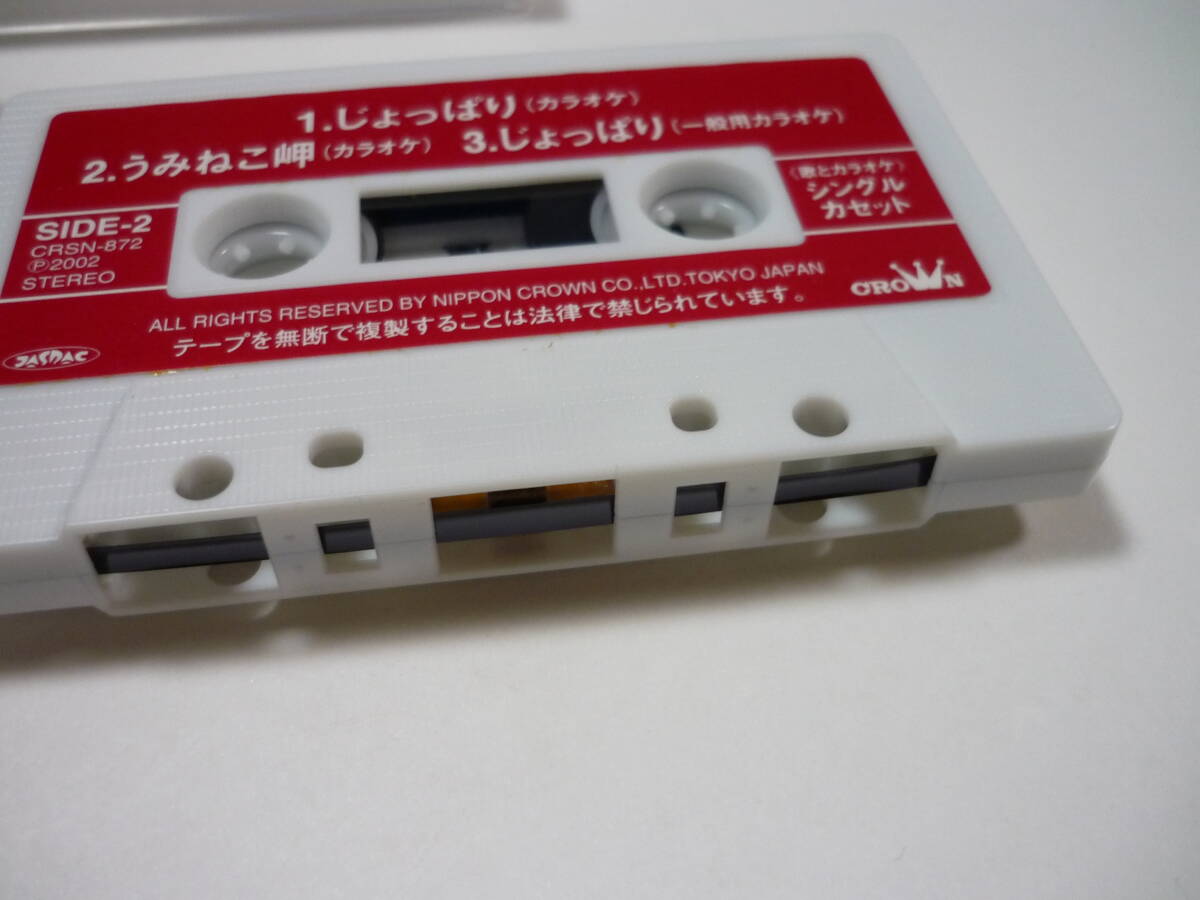 1.じょっぱり(カラオケ)
2.うみねこ岬(カラオケ) 3.じょっぱり(一般用カラオケ)
SIDE-2
CRSN-872
Ⓟ2002
STEREO
(歌とカラオケ)
シングル
カセット
ALL RIGHTS RESERVED BY NIPPON CROWN CO.,LTD.TOKYO JAPAN
テープを無断で複製することは法律で禁じられています。
CROWN
JASRAC